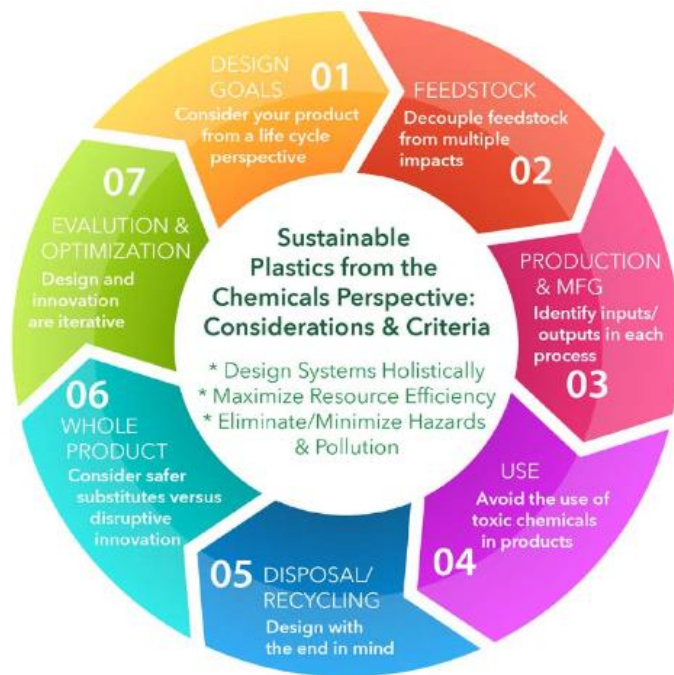 DESIGN
GOALS
01
Consider your product
from a life cycle
perspective
FEEDSTOCK
Decouple feedstock
from multiple
impacts
02
PRODUCTION
& MFG
Identify inputs/
outputs in each
process
03
USE
Avoid the use of
toxic chemicals
in products
04
05
DISPOSAL/
RECYCLING
Design with
the end in mind
06
WHOLE
PRODUCT
Consider safer
substitutes versus
disruptive
innovation
07
EVALUTION &
OPTIMIZATION
Design and
innovation
are iterative
Sustainable
Plastics from the
Chemicals Perspective:
Considerations & Criteria
* Design Systems Holistically
* Maximize Resource Efficiency
* Eliminate/Minimize Hazards
& Pollution